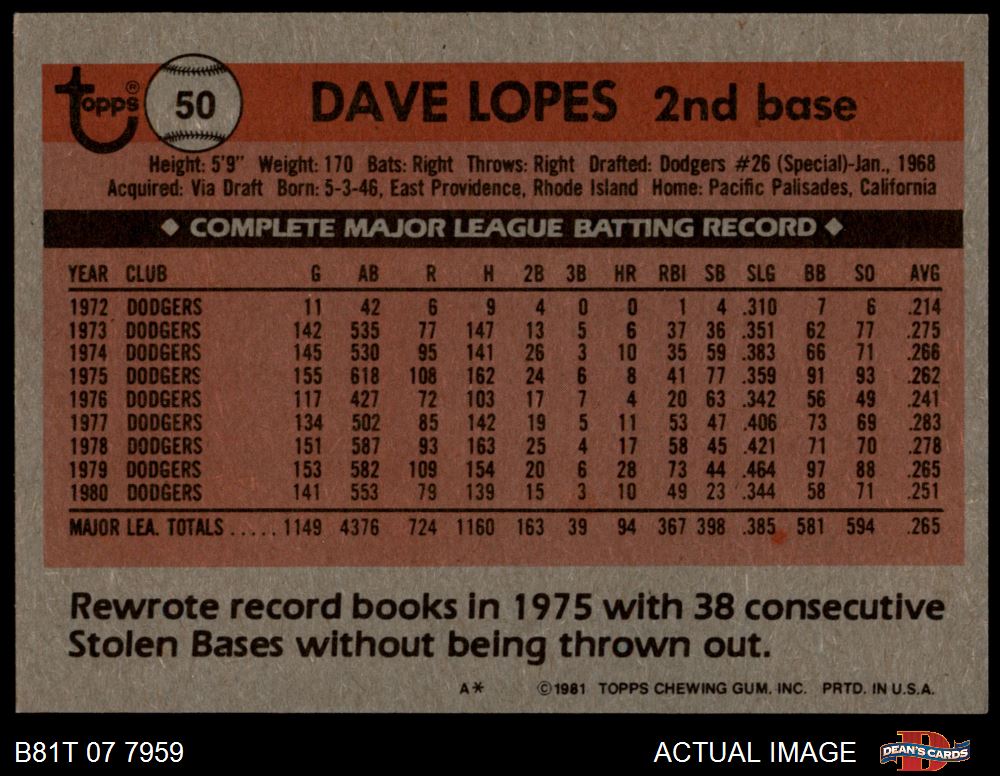 Topps® 50 DAVE LOPES 2nd base
Height: 5'9" Weight: 170 Bats: Right Throws: Right Drafted: Dodgers #26 (Special)-Jan., 1968
Acquired: Via Draft Born: 5-3-46, East Providence, Rhode Island Home: Pacific Palisades, California
◆ COMPLETE MAJOR LEAGUE BATTING RECORD ◆
YEAR CLUB G AB R H 2B 3B HR RBI SB SLG BB SO AVG
1972 DODGERS 11 42 6 9 4 0 0 1 4 .310 7 6 .214
1973 DODGERS 142 535 77 147 13 5 6 37 36 .351 62 77 .275
1974 DODGERS 145 530 95 141 26 3 10 35 59 .383 66 71 .266
1975 DODGERS 155 618 108 162 24 6 8 41 77 .359 91 93 .262
1976 DODGERS 117 427 72 103 17 7 4 20 63 .342 56 49 .241
1977 DODGERS 134 502 85 142 19 5 11 53 47 .406 73 69 .283
1978 DODGERS 151 587 93 163 25 4 17 58 45 .421 71 70 .278
1979 DODGERS 153 582 109 154 20 6 28 73 44 .464 97 88 .265
1980 DODGERS 141 553 79 139 15 3 10 49 23 .344 58 71 .251
MAJOR LEA. TOTALS ..... 1149 4376 724 1160 163 39 94 367 398 .385 581 594 .265
Rewrote record books in 1975 with 38 consecutive
Stolen Bases without being thrown out.
A* ©1981 TOPPS CHEWING GUM, INC. PRTD. IN U.S.A.
B81T 07 7959 ACTUAL IMAGE D DEAN'S CARDS